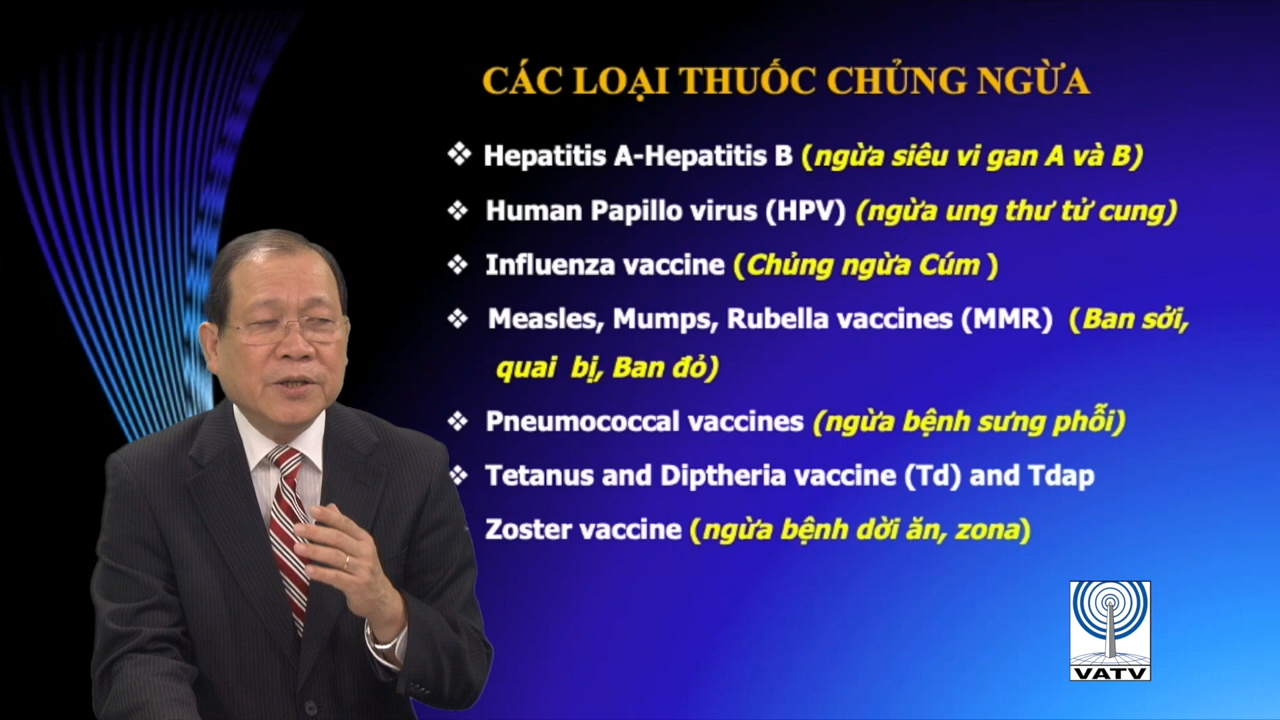 CÁC LOẠI THUỐC CHỦNG NGỪA
❖ Hepatitis A-Hepatitis B (ngừa siêu vi gan A và B)
❖ Human Papillo virus (HPV) (ngừa ung thư tử cung)
❖ Influenza vaccine (Chủng ngừa Cúm )
❖ Measles, Mumps, Rubella vaccines (MMR) (Ban sởi,
quai bị, Ban đỏ)
❖ Pneumococcal vaccines (ngừa bệnh sưng phỗi)
❖ Tetanus and Diptheria vaccine (Td) and Tdap
Zoster vaccine (ngừa bệnh dời ăn, zona)
VATV